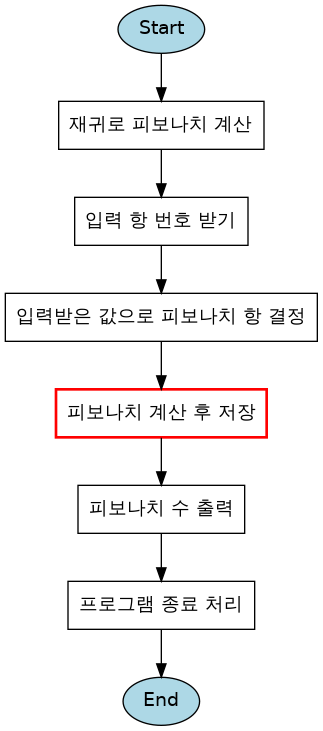 Start
재귀로 피보나치 계산
입력 항 번호 받기
입력받은 값으로 피보나치 항 결정
피보나치 계산 후 저장
피보나치 수 출력
프로그램 종료 처리
End